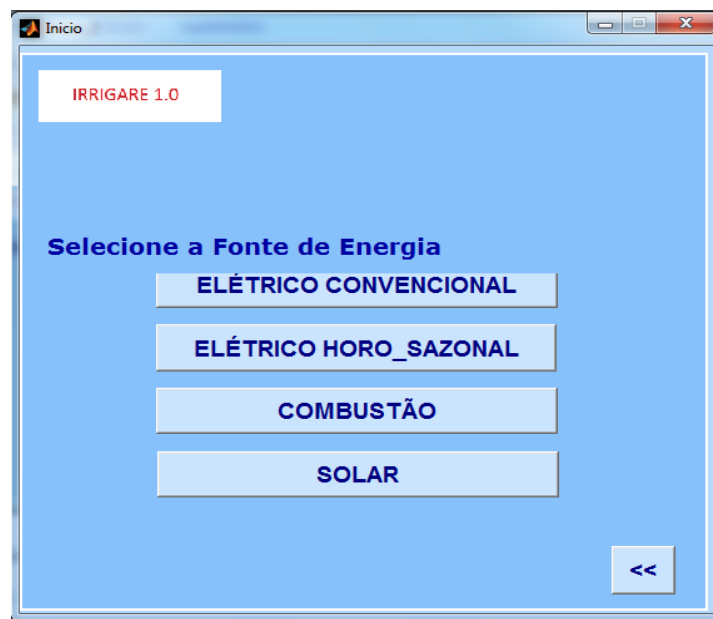 Inicio
IRRIGARE 1.0
Selecione a Fonte de Energia
ELÉTRICO CONVENCIONAL
ELÉTRICO HORO_SAZONAL
COMBUSTÃO
SOLAR
<<